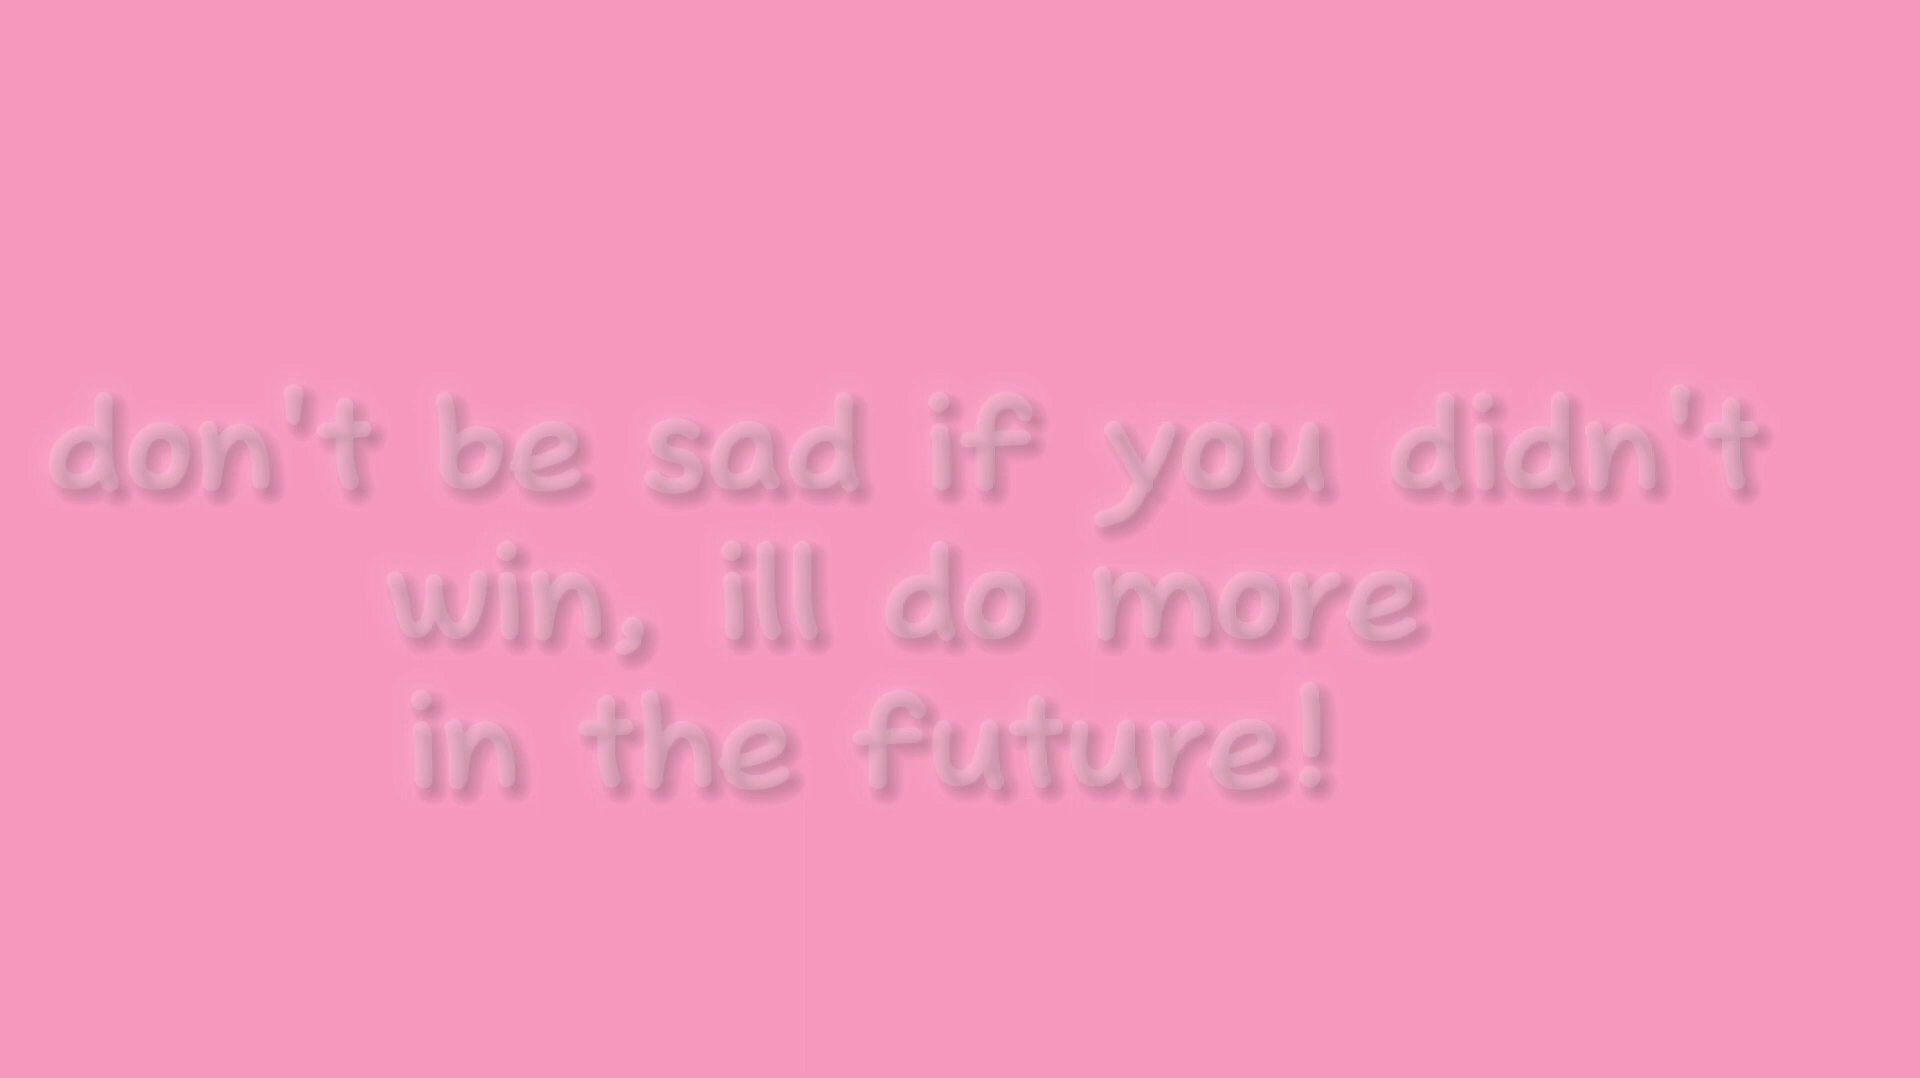 don't be sad if you didn't
win, ill do more
in the future!